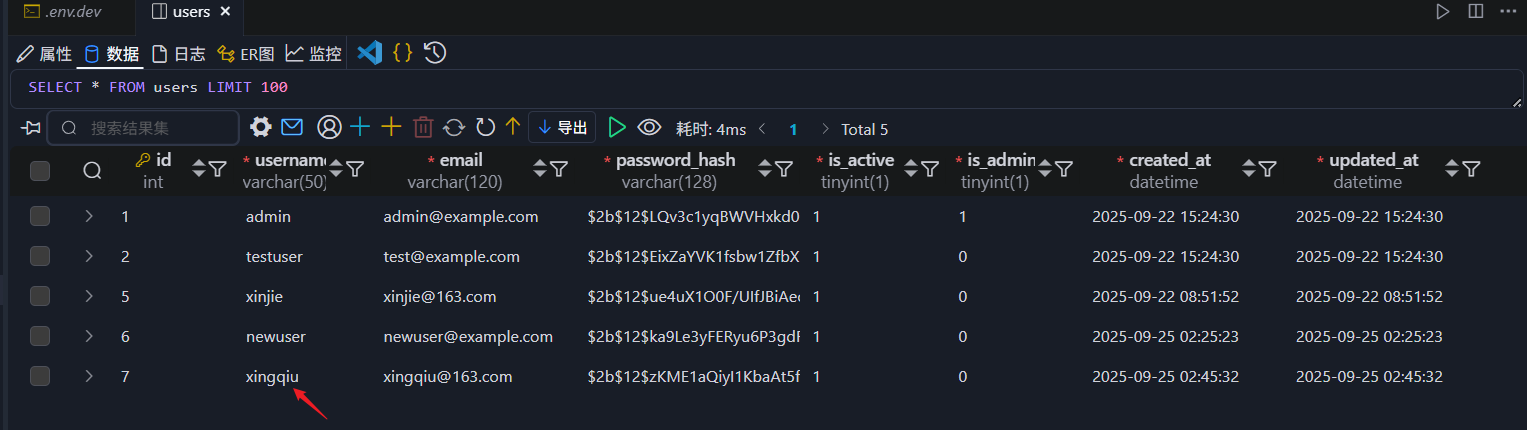 .env.dev users
属性 数据 日志 ER图 监控
SELECT * FROM users LIMIT 100
搜索结果集 导出 耗时: 4ms 1 Total 5
id * username * email * password_hash * is_active * is_admin * created_at * updated_at
int varchar(50) varchar(120) varchar(128) tinyint(1) tinyint(1) datetime datetime
1 admin admin@example.com $2b$12$LQv3c1yqBWVHxkd0 1 1 2025-09-22 15:24:30 2025-09-22 15:24:30
2 testuser test@example.com $2b$12$EixZaYVK1fsbw1ZfbX 1 0 2025-09-22 15:24:30 2025-09-22 15:24:30
5 xinjie xinjie@163.com $2b$12$ue4uX1O0F/UIfJBiAec 1 0 2025-09-22 08:51:52 2025-09-22 08:51:52
6 newuser newuser@example.com $2b$12$ka9Le3yFERyu6P3gdF 1 0 2025-09-25 02:25:23 2025-09-25 02:25:23
7 xingqiu xingqiu@163.com $2b$12$zKME1aQiyI1KbaAt5f 1 0 2025-09-25 02:45:32 2025-09-25 02:45:32